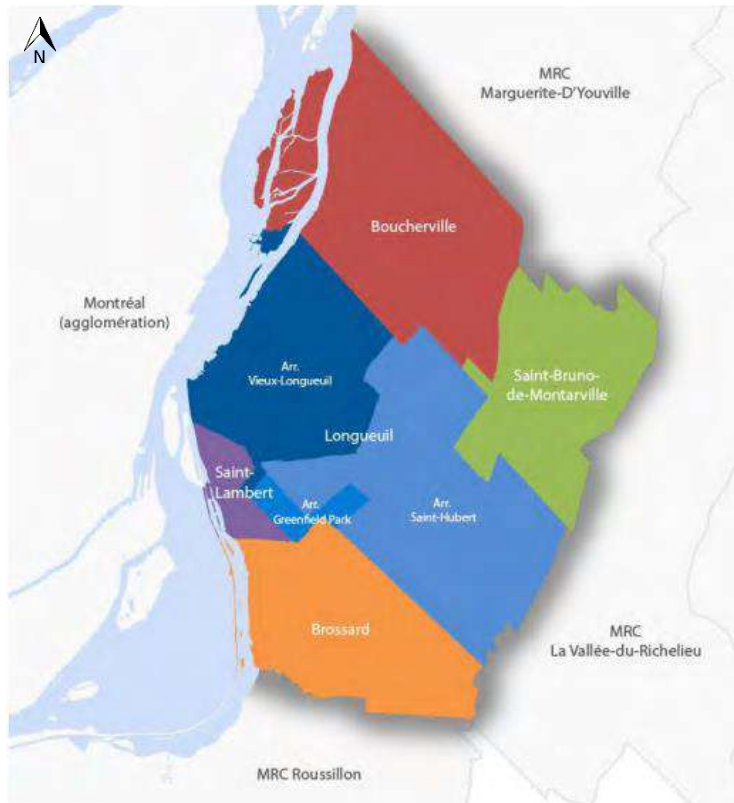 N
MRC
Marguerite-D'Youville
Boucherville
Montréal
(agglomération)
Arr.
Vieux-Longueuil
Saint-Bruno-
de-Montarville
Longueuil
Saint-
Lambert
Arr.
Greenfield Park
Arr.
Saint-Hubert
Brossard
MRC
La Vallée-du-Richelieu
MRC Roussillon